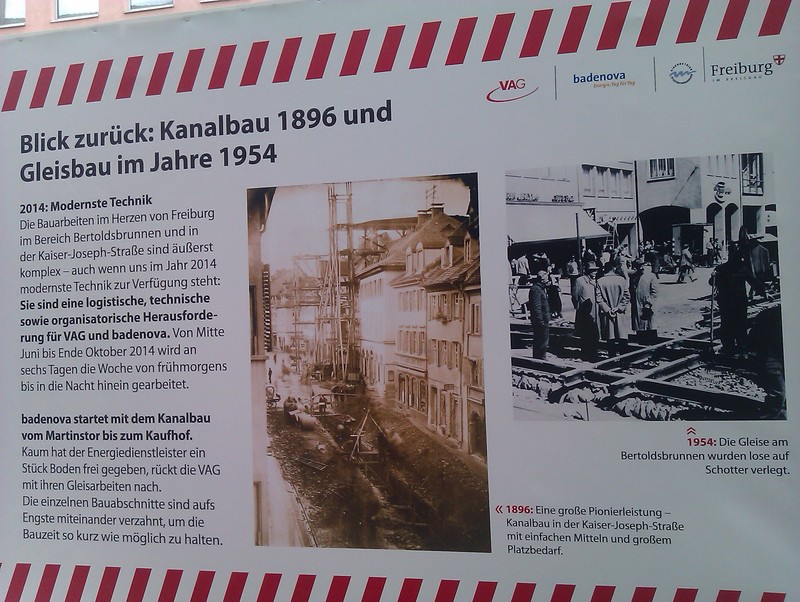 VAG
badenova
Energie. Tag für Tag
Freiburg
IM BREISGAU
Blick zurück: Kanalbau 1896 und
Gleisbau im Jahre 1954
2014: Modernste Technik
Die Bauarbeiten im Herzen von Freiburg
im Bereich Bertoldsbrunnen und in
der Kaiser-Joseph-Straße sind äußerst
komplex – auch wenn uns im Jahr 2014
modernste Technik zur Verfügung steht:
Sie sind eine logistische, technische
sowie organisatorische Herausforde-
rung für VAG und badenova. Von Mitte
Juni bis Ende Oktober 2014 wird an
sechs Tagen die Woche von frühmorgens
bis in die Nacht hinein gearbeitet.
badenova startet mit dem Kanalbau
vom Martinstor bis zum Kaufhof.
Kaum hat der Energiedienstleister ein
Stück Boden frei gegeben, rückt die VAG
mit ihren Gleisarbeiten nach.
Die einzelnen Bauabschnitte sind aufs
Engste miteinander verzahnt, um die
Bauzeit so kurz wie möglich zu halten.
1954: Die Gleise am
Bertoldsbrunnen wurden lose auf
Schotter verlegt.
« 1896: Eine große Pionierleistung –
Kanalbau in der Kaiser-Joseph-Straße
mit einfachen Mitteln und großem
Platzbedarf.